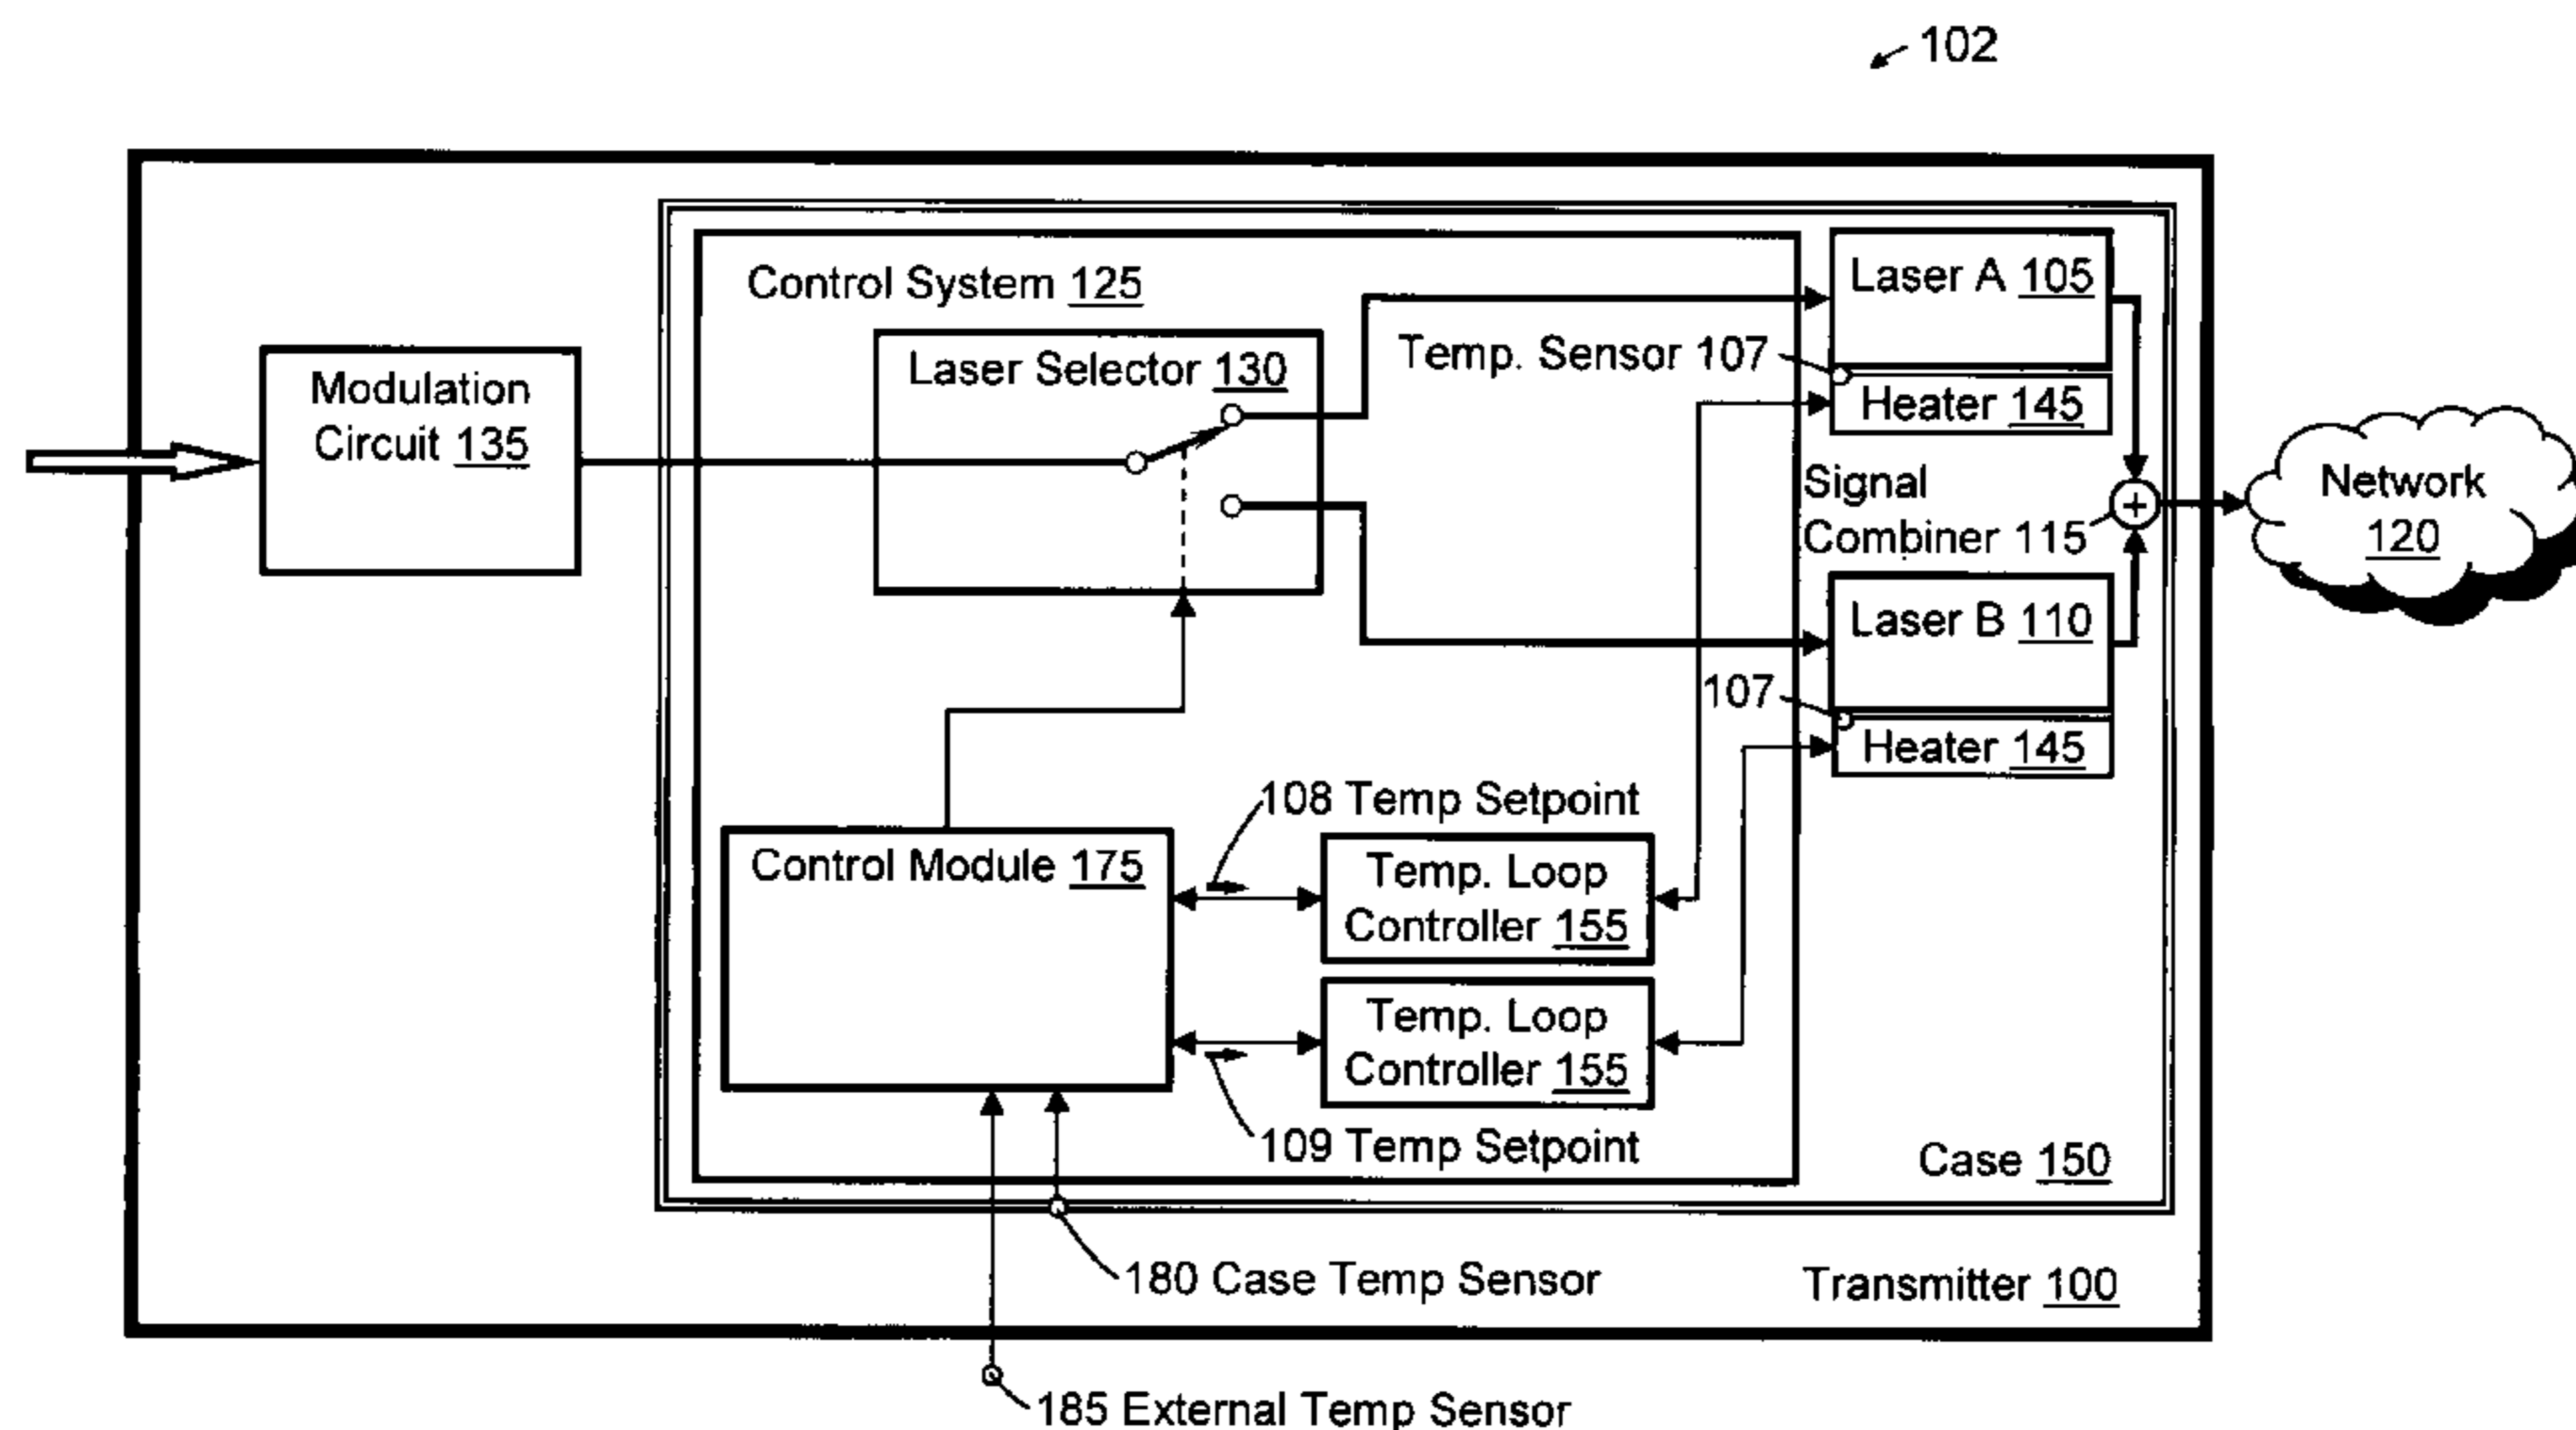 102
Control System 125
Laser A 105
Modulation
Circuit 135
Laser Selector 130
Temp. Sensor 107
Heater 145
Signal
Combiner 115
+
Network
120
Laser B 110
107
Heater 145
108 Temp Setpoint
Control Module 175
Temp. Loop
Controller 155
Temp. Loop
Controller 155
109 Temp Setpoint
Case 150
180 Case Temp Sensor
Transmitter 100
185 External Temp Sensor